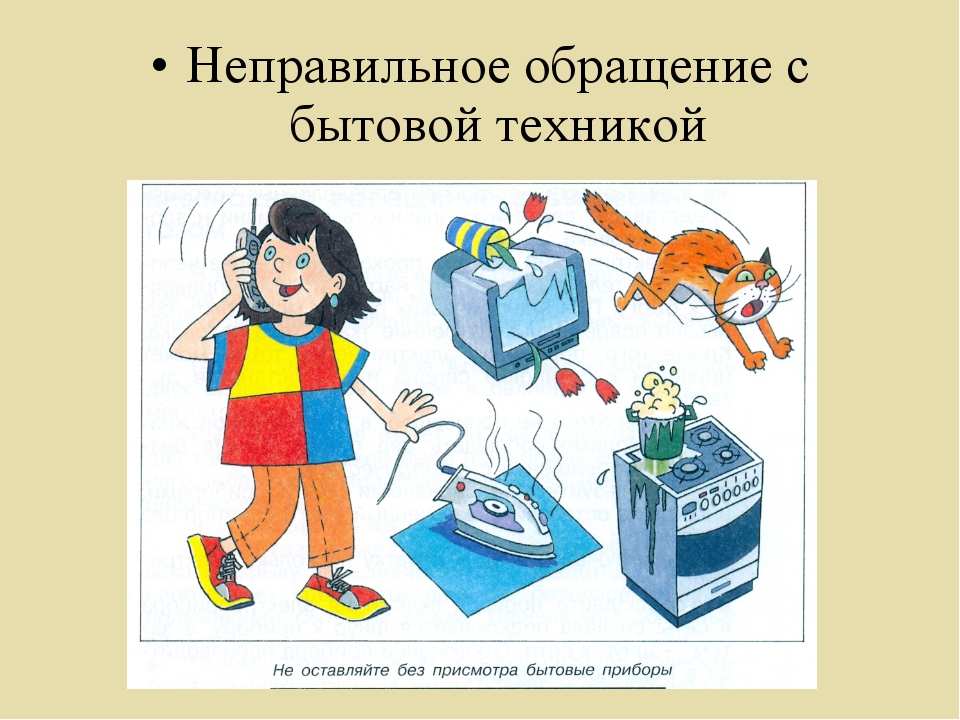 • Неправильное обращение с
бытовой техникой
Не оставляйте без присмотра бытовые приборы